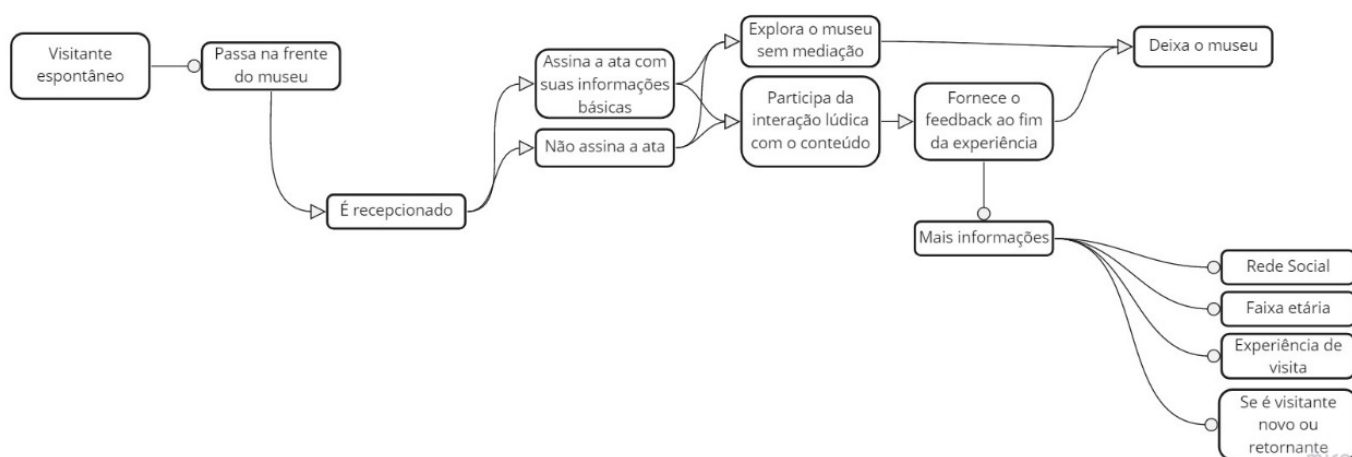 Visitante
espontâneo
Passa na frente
do museu
É recepcionado
Assina a ata com
suas informações
básicas
Não assina a ata
Explora o museu
sem mediação
Participa da
interação lúdica
com o conteúdo
Fornece o
feedback ao fim
da experiência
Deixa o museu
Mais informações
Rede Social
Faixa etária
Experiência de
visita
Se é visitante
novo ou
retornante
miro